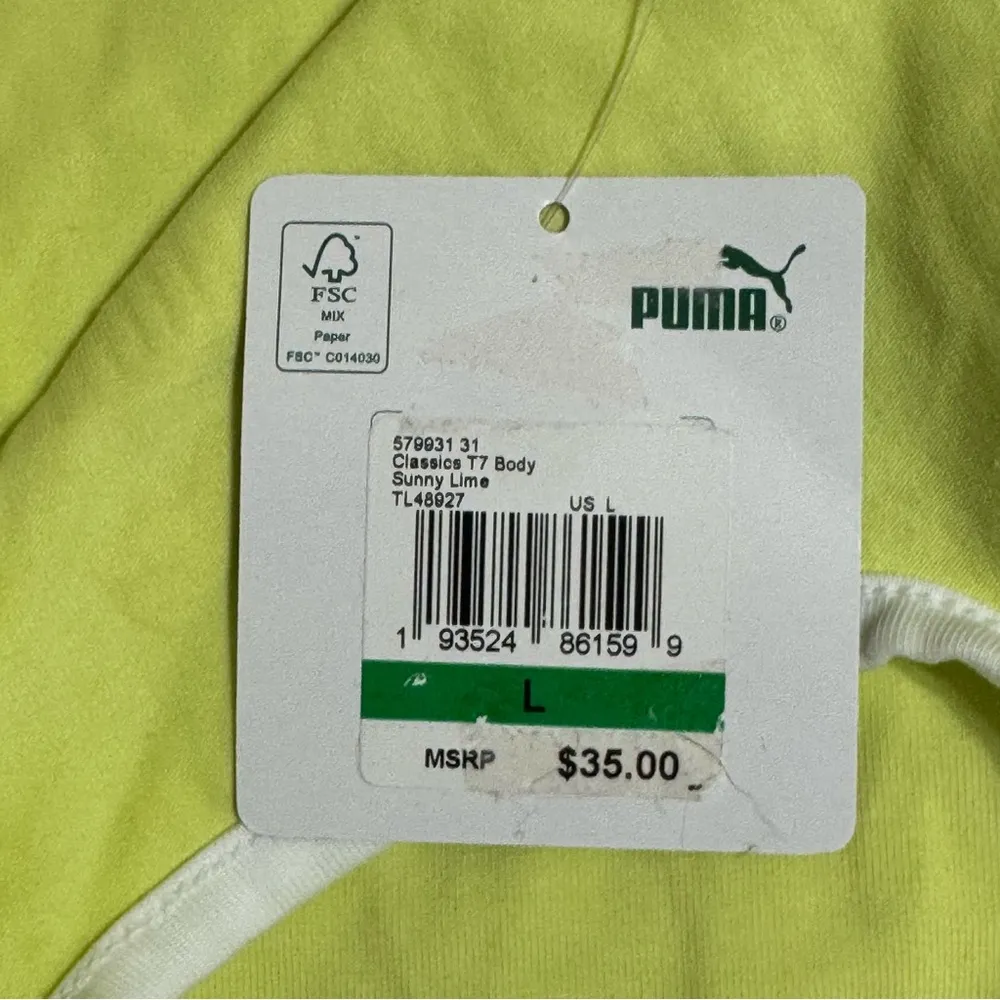 FSC
MIX
Paper
FSC™ C014030
PUMA®
579931 31
Classics T7 Body
Sunny Lime
TL48927 US L
1 93524 86159 9
L
MSRP $35.00